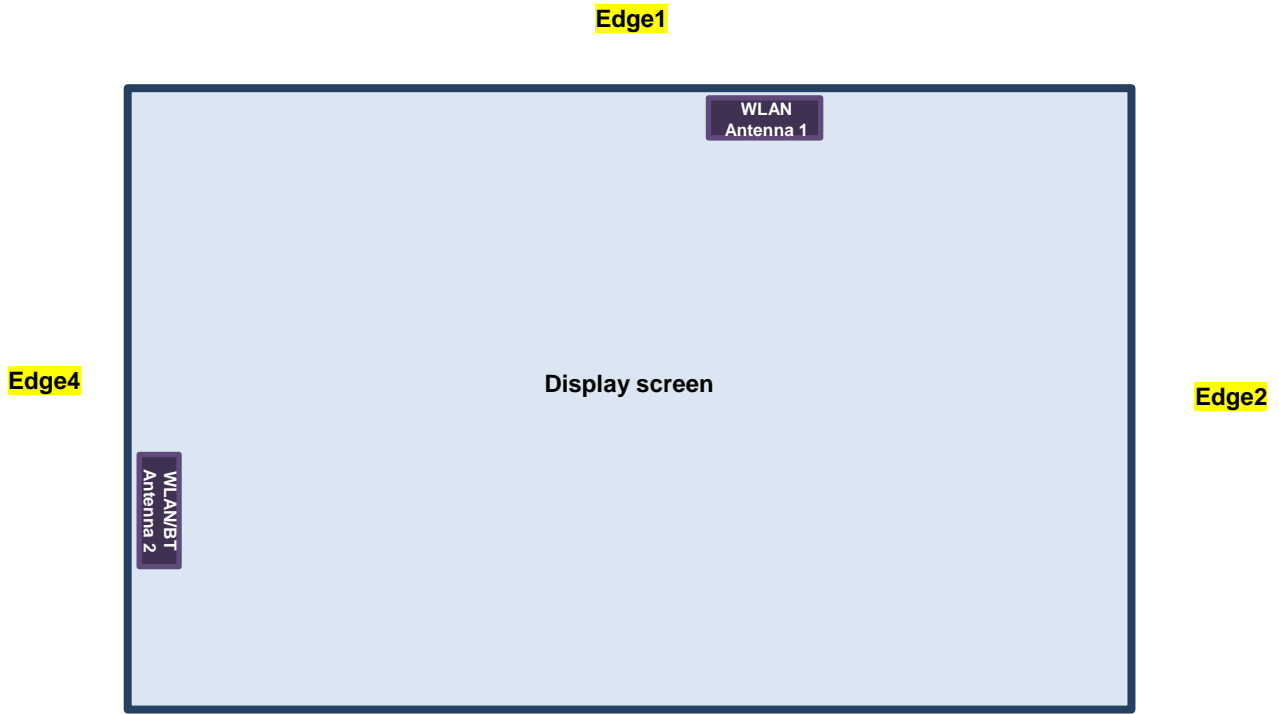 Edge1
WLAN
Antenna 1
Edge4
Display screen
Edge2
WLAN/BT
Antenna 2